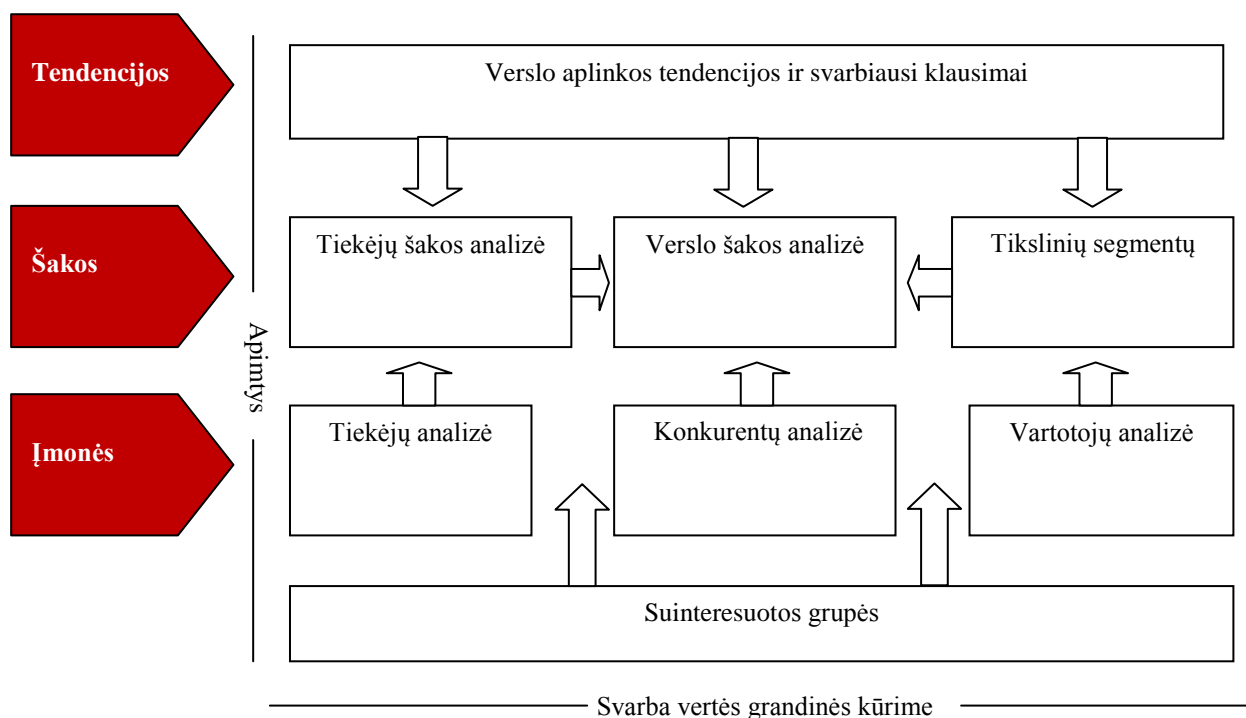 Tendencijos
Verslo aplinkos tendencijos ir svarbiausi klausimai
Šakos
Tiekėjų šakos analizė
Verslo šakos analizė
Tikslinių segmentų
Apimtys
Įmonės
Tiekėjų analizė
Konkurentų analizė
Vartotojų analizė
Suinteresuotos grupės
Svarba vertės grandinės kūrime